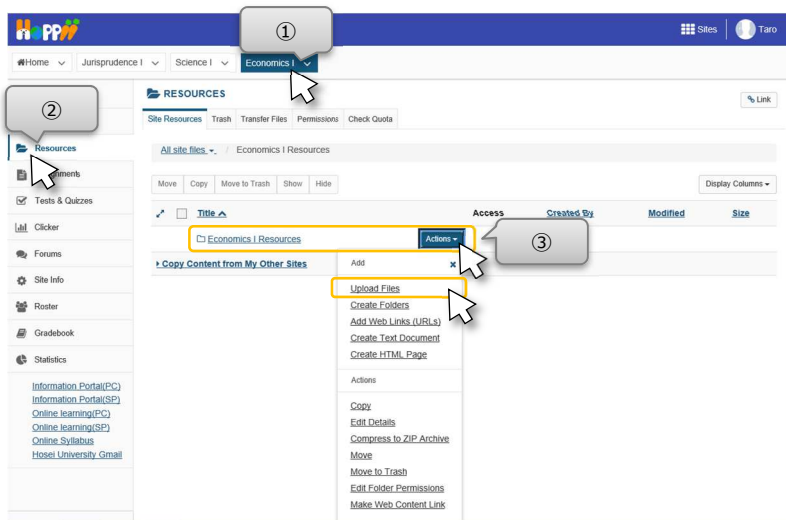 HoPPii
Sites
Taro
①
Home
Jurisprudence I
Science I
Economics I
②
RESOURCES
Link
Site Resources
Trash
Transfer Files
Permissions
Check Quota
Resources
All site files
/
Economics I Resources
Move
Copy
Move to Trash
Show
Hide
Display Columns
Tests & Quizzes
Title
Access
Created By
Modified
Size
Clicker
Economics I Resources
Actions
③
Forums
Copy Content from My Other Sites
Add
x
Site Info
Upload Files
Roster
Create Folders
Add Web Links (URLs)
Gradebook
Create Text Document
Create HTML Page
Statistics
Actions
Information Portal(PC)
Information Portal(SP)
Online learning(PC)
Online learning(SP)
Online Syllabus
Hosei University Gmail
Copy
Edit Details
Compress to ZIP Archive
Move
Move to Trash
Edit Folder Permissions
Make Web Content Link